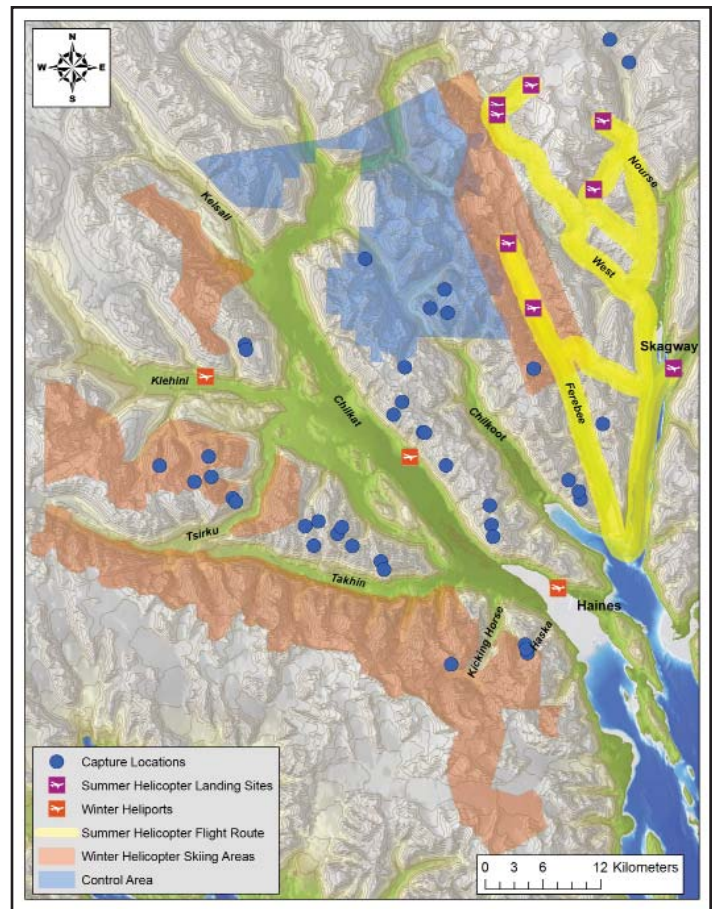 N
W E
S
Nourse
Kelsall
West
Skagway
Klehini
Chilkat
Chilkoot
Ferebee
Tsirku
Takhin
Kicking Horse
Haska
Haines
Capture Locations
Summer Helicopter Landing Sites
Winter Heliports
Summer Helicopter Flight Route
Winter Helicopter Skiing Areas
Control Area
0 3 6 12 Kilometers